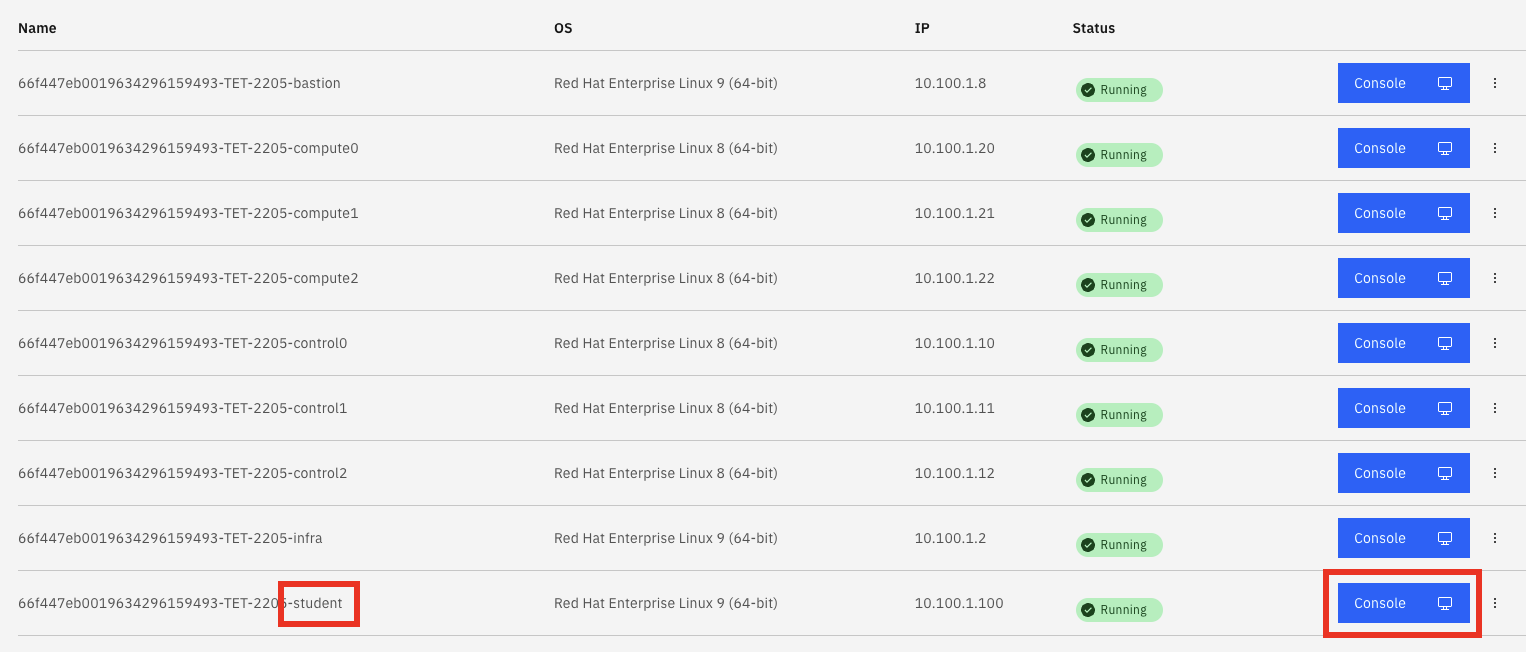 Name OS IP Status
66f447eb0019634296159493-TET-2205-bastion Red Hat Enterprise Linux 9 (64-bit) 10.100.1.8 Running Console
66f447eb0019634296159493-TET-2205-compute0 Red Hat Enterprise Linux 8 (64-bit) 10.100.1.20 Running Console
66f447eb0019634296159493-TET-2205-compute1 Red Hat Enterprise Linux 8 (64-bit) 10.100.1.21 Running Console
66f447eb0019634296159493-TET-2205-compute2 Red Hat Enterprise Linux 8 (64-bit) 10.100.1.22 Running Console
66f447eb0019634296159493-TET-2205-control0 Red Hat Enterprise Linux 8 (64-bit) 10.100.1.10 Running Console
66f447eb0019634296159493-TET-2205-control1 Red Hat Enterprise Linux 8 (64-bit) 10.100.1.11 Running Console
66f447eb0019634296159493-TET-2205-control2 Red Hat Enterprise Linux 8 (64-bit) 10.100.1.12 Running Console
66f447eb0019634296159493-TET-2205-infra Red Hat Enterprise Linux 9 (64-bit) 10.100.1.2 Running Console
66f447eb0019634296159493-TET-2205-student Red Hat Enterprise Linux 9 (64-bit) 10.100.1.100 Running Console